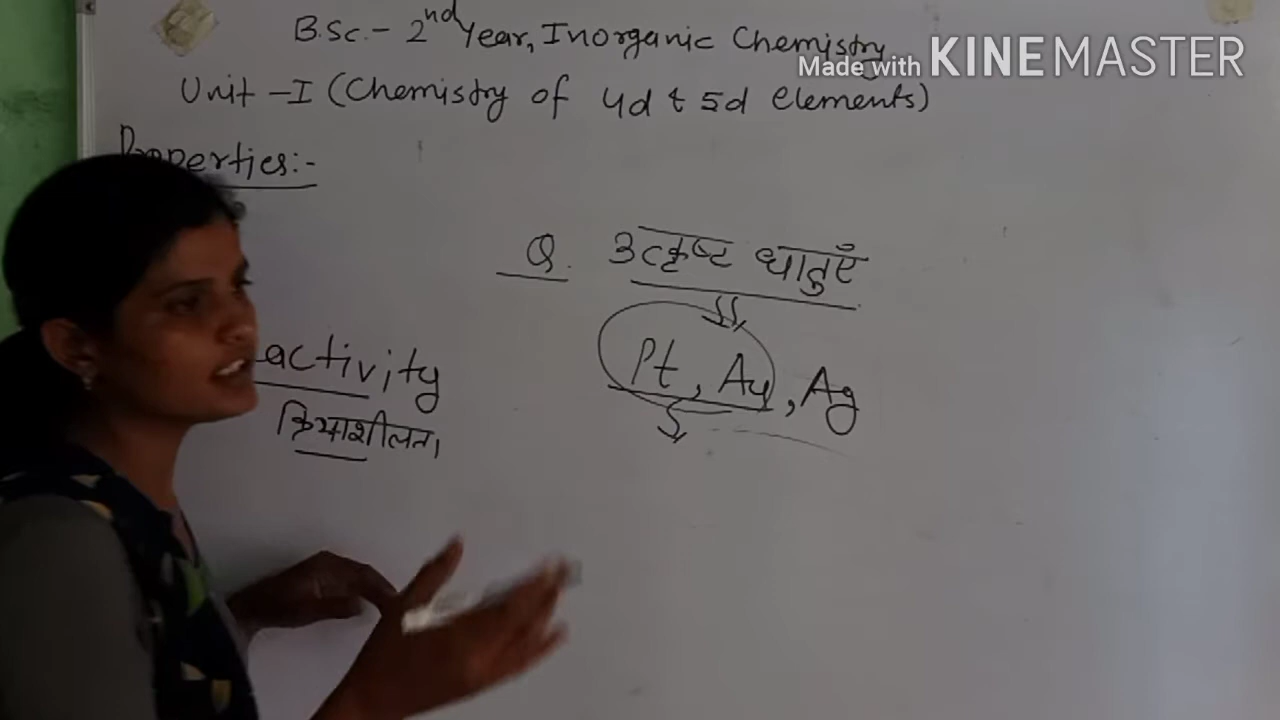 B.Sc.- 2nd Year, Inorganic Chemistry
Made with KINEMASTER
Unit -I (Chemistry of 4d & 5d elements)
Properties:-
Q. उत्कृष्ट धातुएँ
Pt, Au, Ag
activity
क्रियाशीलता